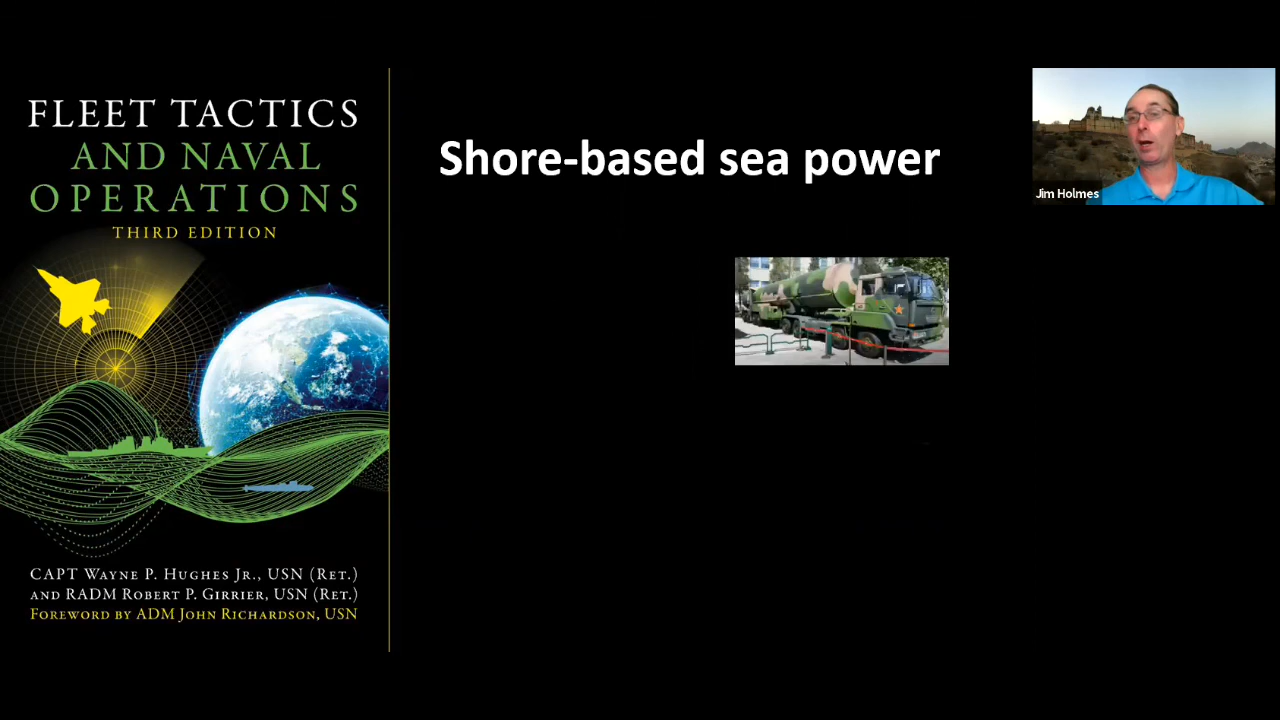 FLEET TACTICS
AND NAVAL
OPERATIONS
THIRD EDITION
CAPT WAYNE P. HUGHES JR., USN (RET.)
AND RADM ROBERT P. GIRRIER, USN (RET.)
FOREWORD BY ADM JOHN RICHARDSON, USN
Shore-based sea power
Jim Holmes